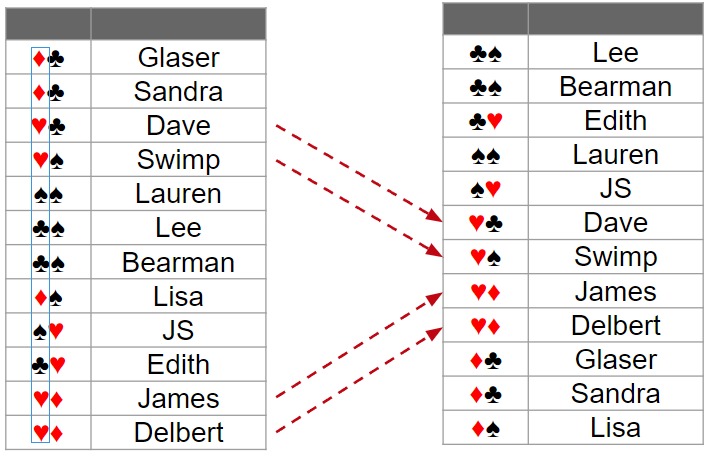 ♦♣ Glaser
♦♣ Sandra
♥♣ Dave
♥♠ Swimp
♠♠ Lauren
♣♠ Lee
♣♠ Bearman
♦♠ Lisa
♠♥ JS
♣♥ Edith
♥♦ James
♥♦ Delbert
♣♠ Lee
♣♠ Bearman
♣♥ Edith
♠♠ Lauren
♠♥ JS
♥♣ Dave
♥♠ Swimp
♥♦ James
♥♦ Delbert
♦♣ Glaser
♦♣ Sandra
♦♠ Lisa